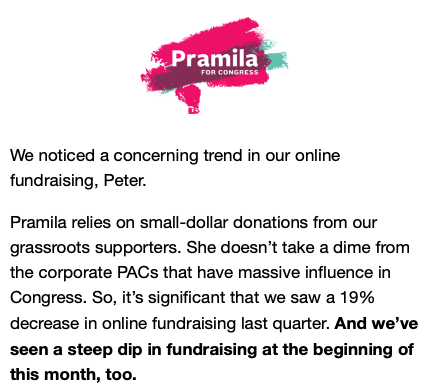 Pramila
FOR CONGRESS
We noticed a concerning trend in our online
fundraising, Peter.
Pramila relies on small-dollar donations from our
grassroots supporters. She doesn’t take a dime from
the corporate PACs that have massive influence in
Congress. So, it’s significant that we saw a 19%
decrease in online fundraising last quarter. And we’ve
seen a steep dip in fundraising at the beginning of
this month, too.